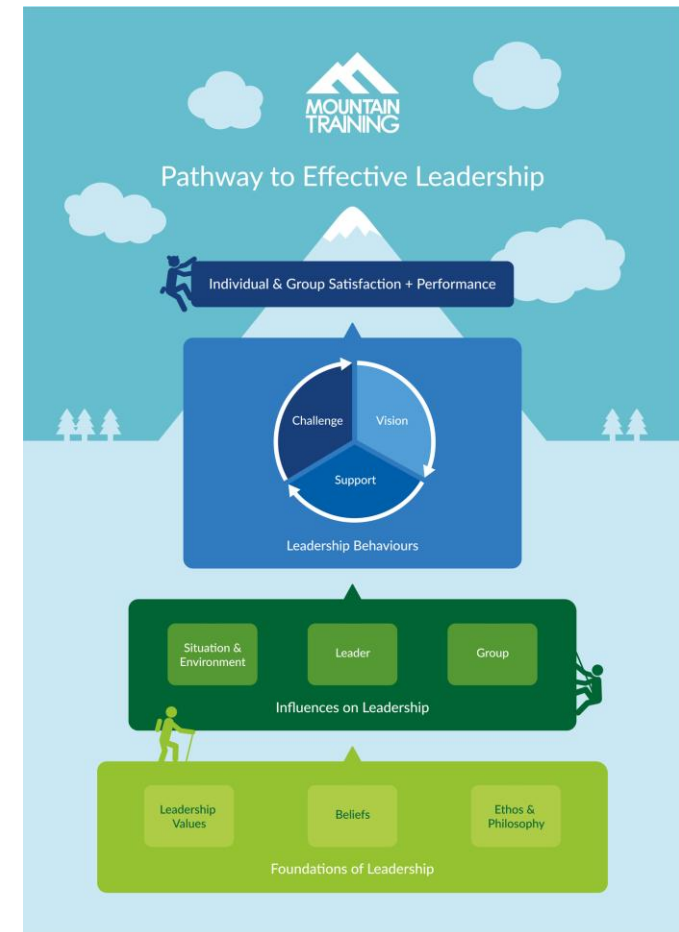 MOUNTAIN
TRAINING
Pathway to Effective Leadership
Individual & Group Satisfaction + Performance
Challenge
Vision
Support
Leadership Behaviours
Situation &
Environment
Leader
Group
Influences on Leadership
Leadership
Values
Beliefs
Ethos &
Philosophy
Foundations of Leadership